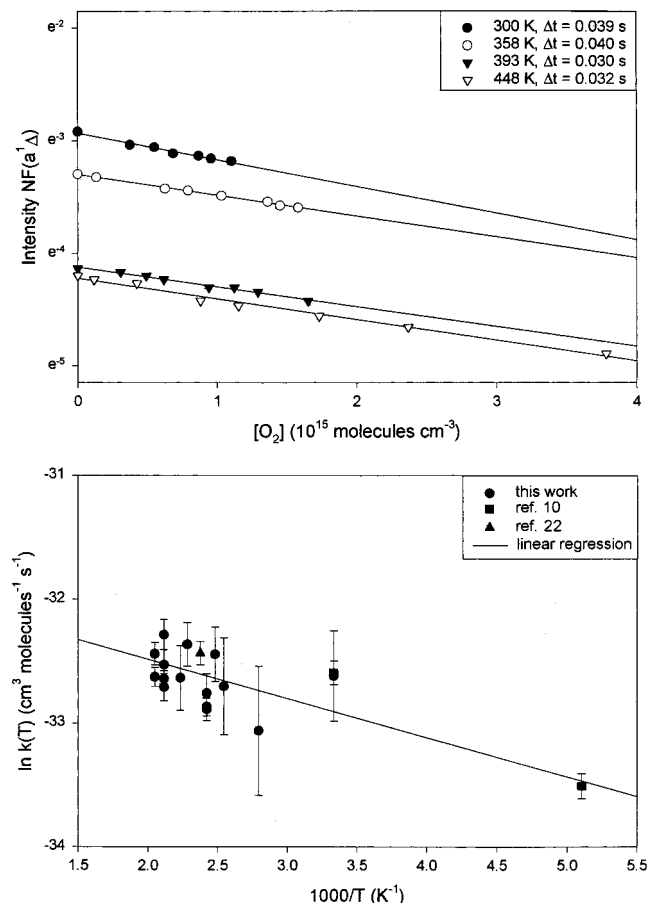 e⁻²
300 K, Δt = 0.039 s
358 K, Δt = 0.040 s
393 K, Δt = 0.030 s
448 K, Δt = 0.032 s
e⁻³
Intensity NF(a¹Δ)
e⁻⁴
e⁻⁵
0 1 2 3 4
[O₂] (10¹⁵ molecules cm⁻³)
-31
this work
ref. 10
ref. 22
linear regression
-32
ln k(T) (cm³ molecules⁻¹ s⁻¹)
-33
-34
1.5 2.0 2.5 3.0 3.5 4.0 4.5 5.0 5.5
1000/T (K⁻¹)